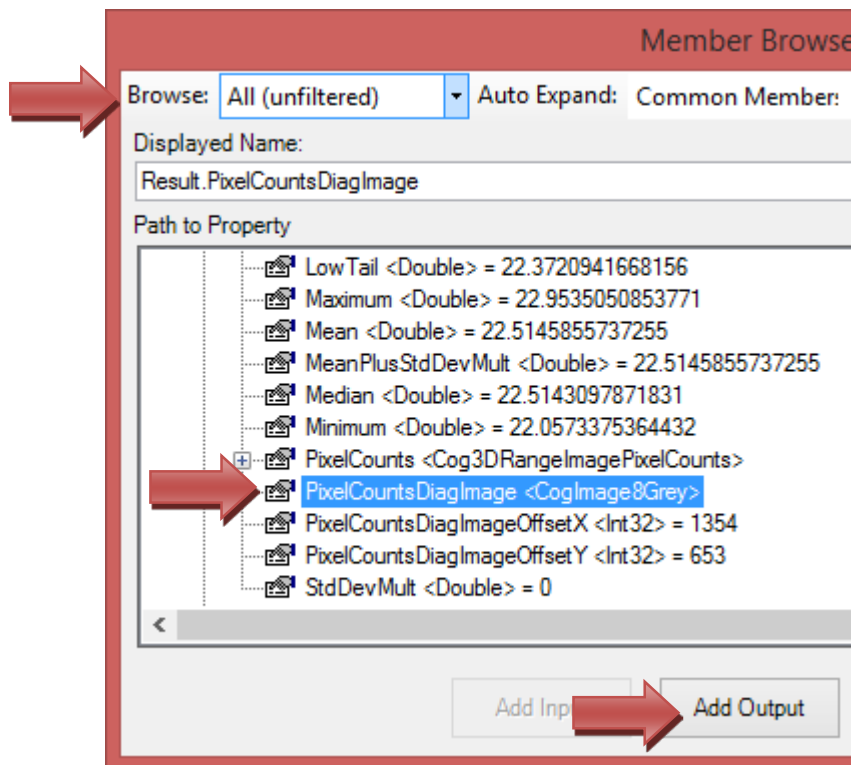 Member Browse
Browse: All (unfiltered) Auto Expand: Common Member:
Displayed Name:
Result.PixelCountsDiagImage
Path to Property
LowTail <Double> = 22.3720941668156
Maximum <Double> = 22.9535050853771
Mean <Double> = 22.5145855737255
MeanPlusStdDevMult <Double> = 22.5145855737255
Median <Double> = 22.5143097871831
Minimum <Double> = 22.0573375364432
PixelCounts <Cog3DRangeImagePixelCounts>
PixelCountsDiagImage <CogImage8Grey>
PixelCountsDiagImageOffsetX <Int32> = 1354
PixelCountsDiagImageOffsetY <Int32> = 653
StdDevMult <Double> = 0
Add Inp Add Output